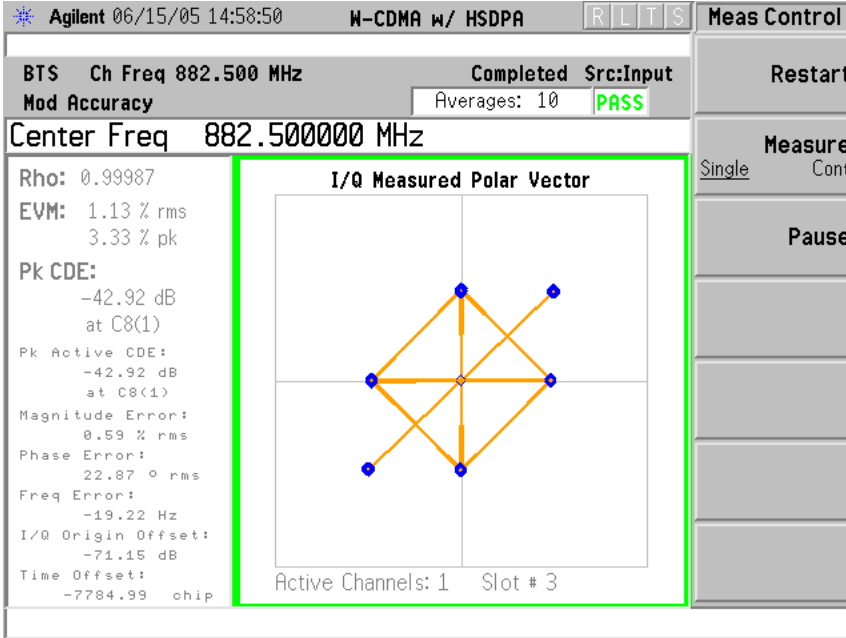 Agilent 06/15/05 14:58:50 W-CDMA w/ HSDPA R L T S Meas Control
BTS Ch Freq 882.500 MHz Completed Src:Input
Mod Accuracy Averages: 10 PASS
Center Freq 882.500000 MHz
Restart
Measure
Single Cont
Pause
Rho: 0.99987
EVM: 1.13 % rms
3.33 % pk
Pk CDE:
-42.92 dB
at C8(1)
Pk Active CDE:
-42.92 dB
at C8(1)
Magnitude Error:
0.59 % rms
Phase Error:
22.87 º rms
Freq Error:
-19.22 Hz
I/Q Origin Offset:
-71.15 dB
Time Offset:
-7784.99 chip
I/Q Measured Polar Vector
Active Channels: 1 Slot # 3